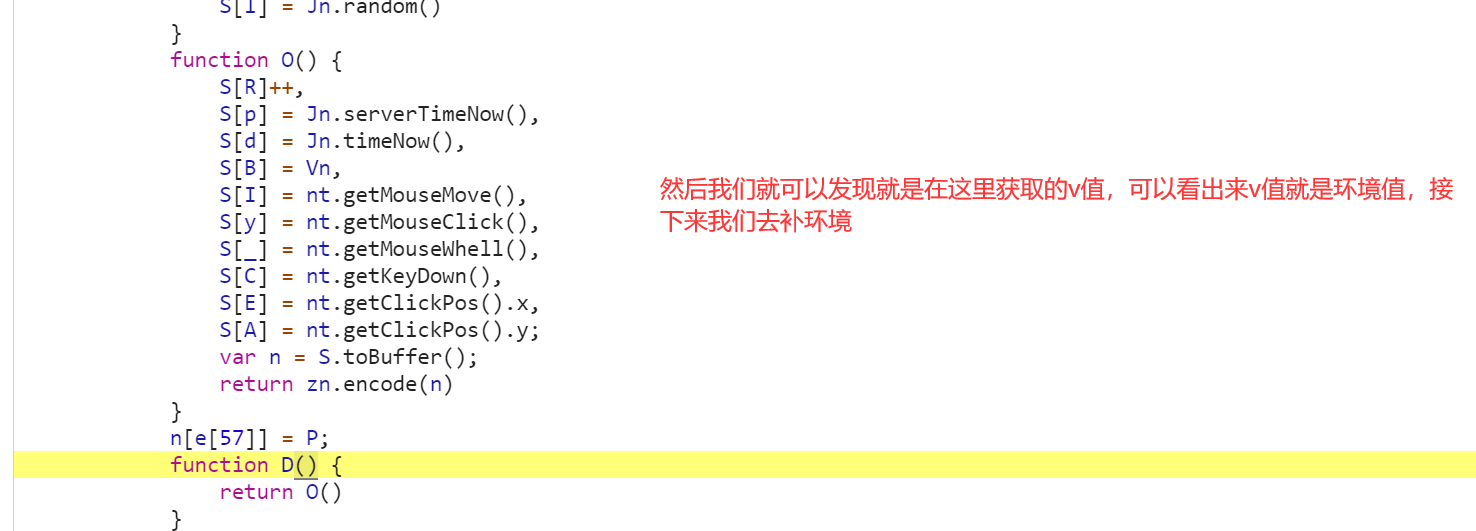 S[I] = Jn.random()
}
function O() {
S[R]++,
S[p] = Jn.serverTimeNow(),
S[d] = Jn.timeNow(),
S[B] = Vn,
S[I] = nt.getMouseMove(),
S[y] = nt.getMouseClick(),
S[_] = nt.getMouseWhell(),
S[C] = nt.getKeyDown(),
S[E] = nt.getClickPos().x,
S[A] = nt.getClickPos().y;
var n = S.toBuffer();
return zn.encode(n)
}
n[e[57]] = P;
function D() {
return O()
}
然后我们就可以发现就是在这里获取的v值，可以看出来v值就是环境值，接
下来我们去补环境